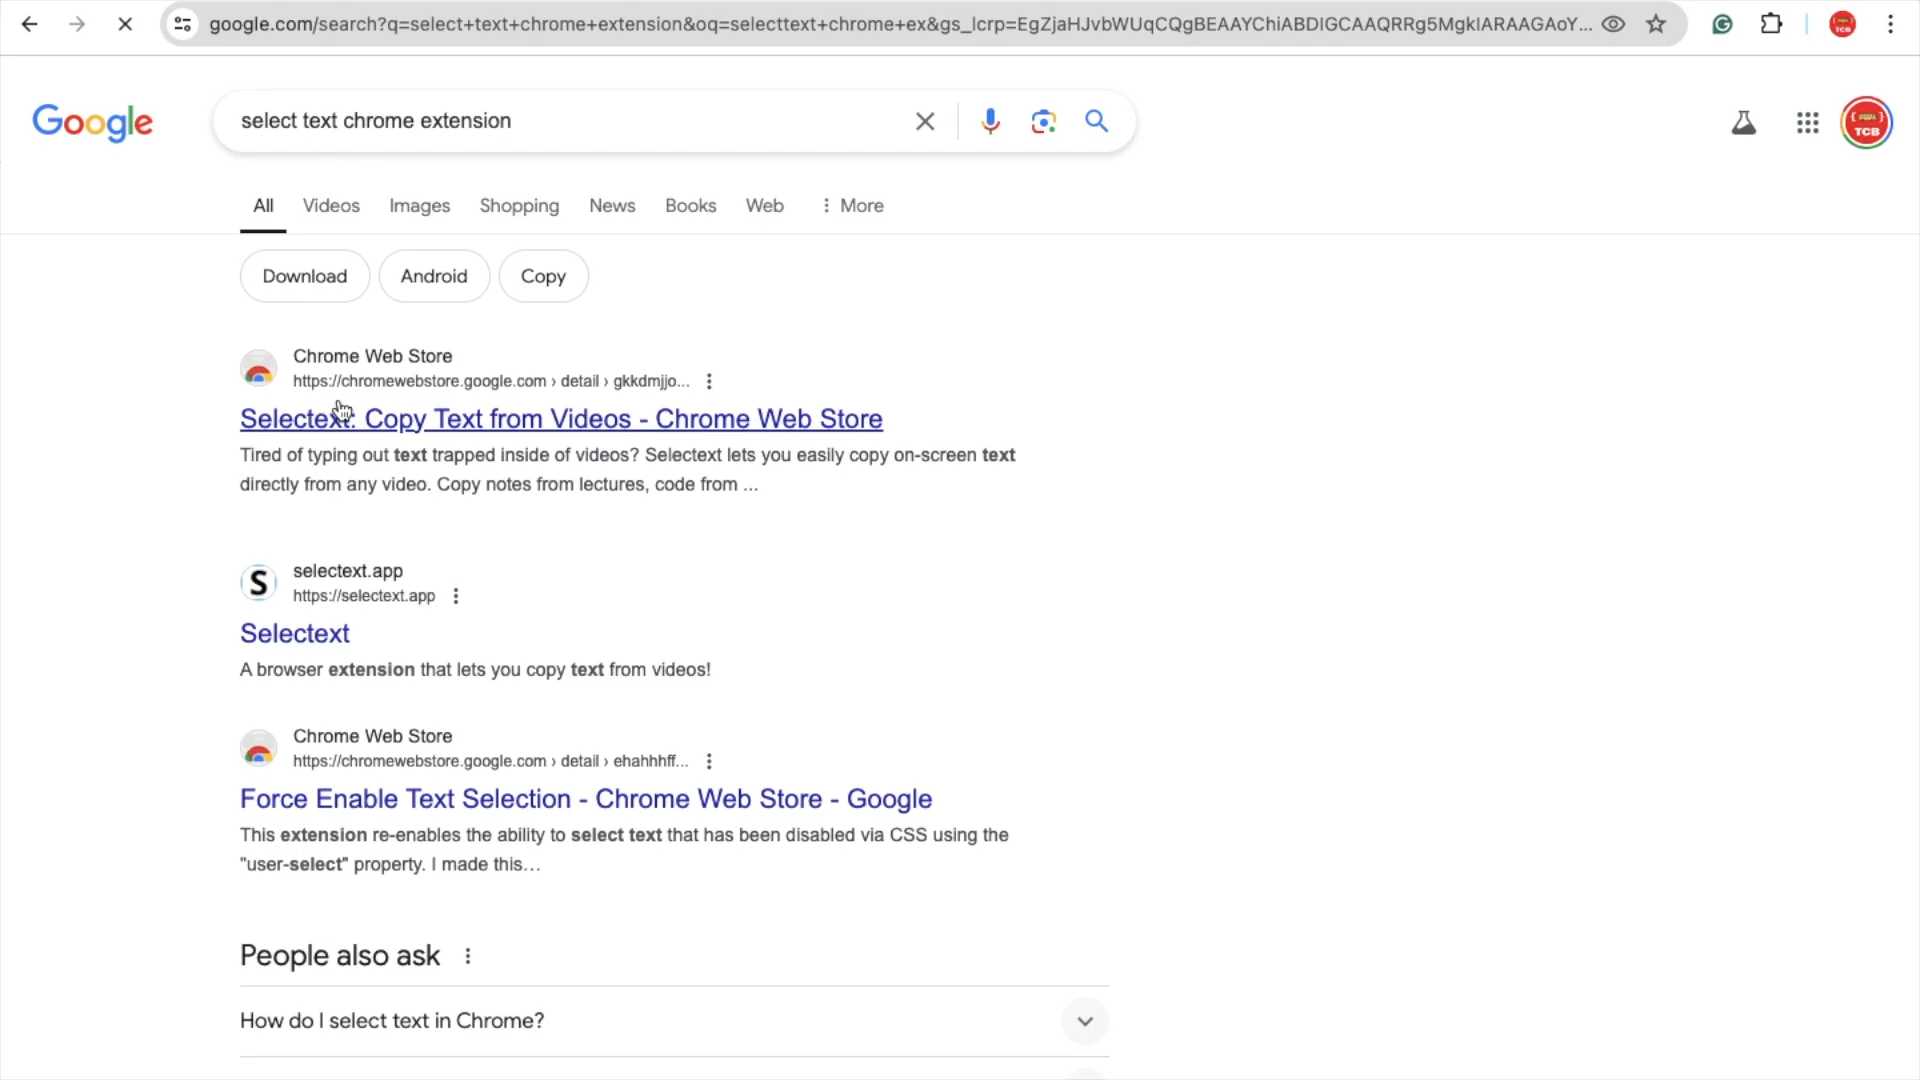 google.com/search?q=select+text+chrome+extension&oq=selecttext+chrome+ex&gs_lcrp=EgZjaHJvbWUqCQgBEAAYChiABDIGCAAQRRg5MgkIARAAGAoY...
TCB
Google
select text chrome extension
TCB
All Videos Images Shopping News Books Web More
Download Android Copy
Chrome Web Store
https://chromewebstore.google.com › detail › gkkdmjjo...
Selectext: Copy Text from Videos - Chrome Web Store
Tired of typing out text trapped inside of videos? Selectext lets you easily copy on-screen text
directly from any video. Copy notes from lectures, code from ...
S
selectext.app
https://selectext.app
Selectext
A browser extension that lets you copy text from videos!
Chrome Web Store
https://chromewebstore.google.com › detail › ehahhhff...
Force Enable Text Selection - Chrome Web Store - Google
This extension re-enables the ability to select text that has been disabled via CSS using the
"user-select" property. I made this...
People also ask
How do I select text in Chrome?